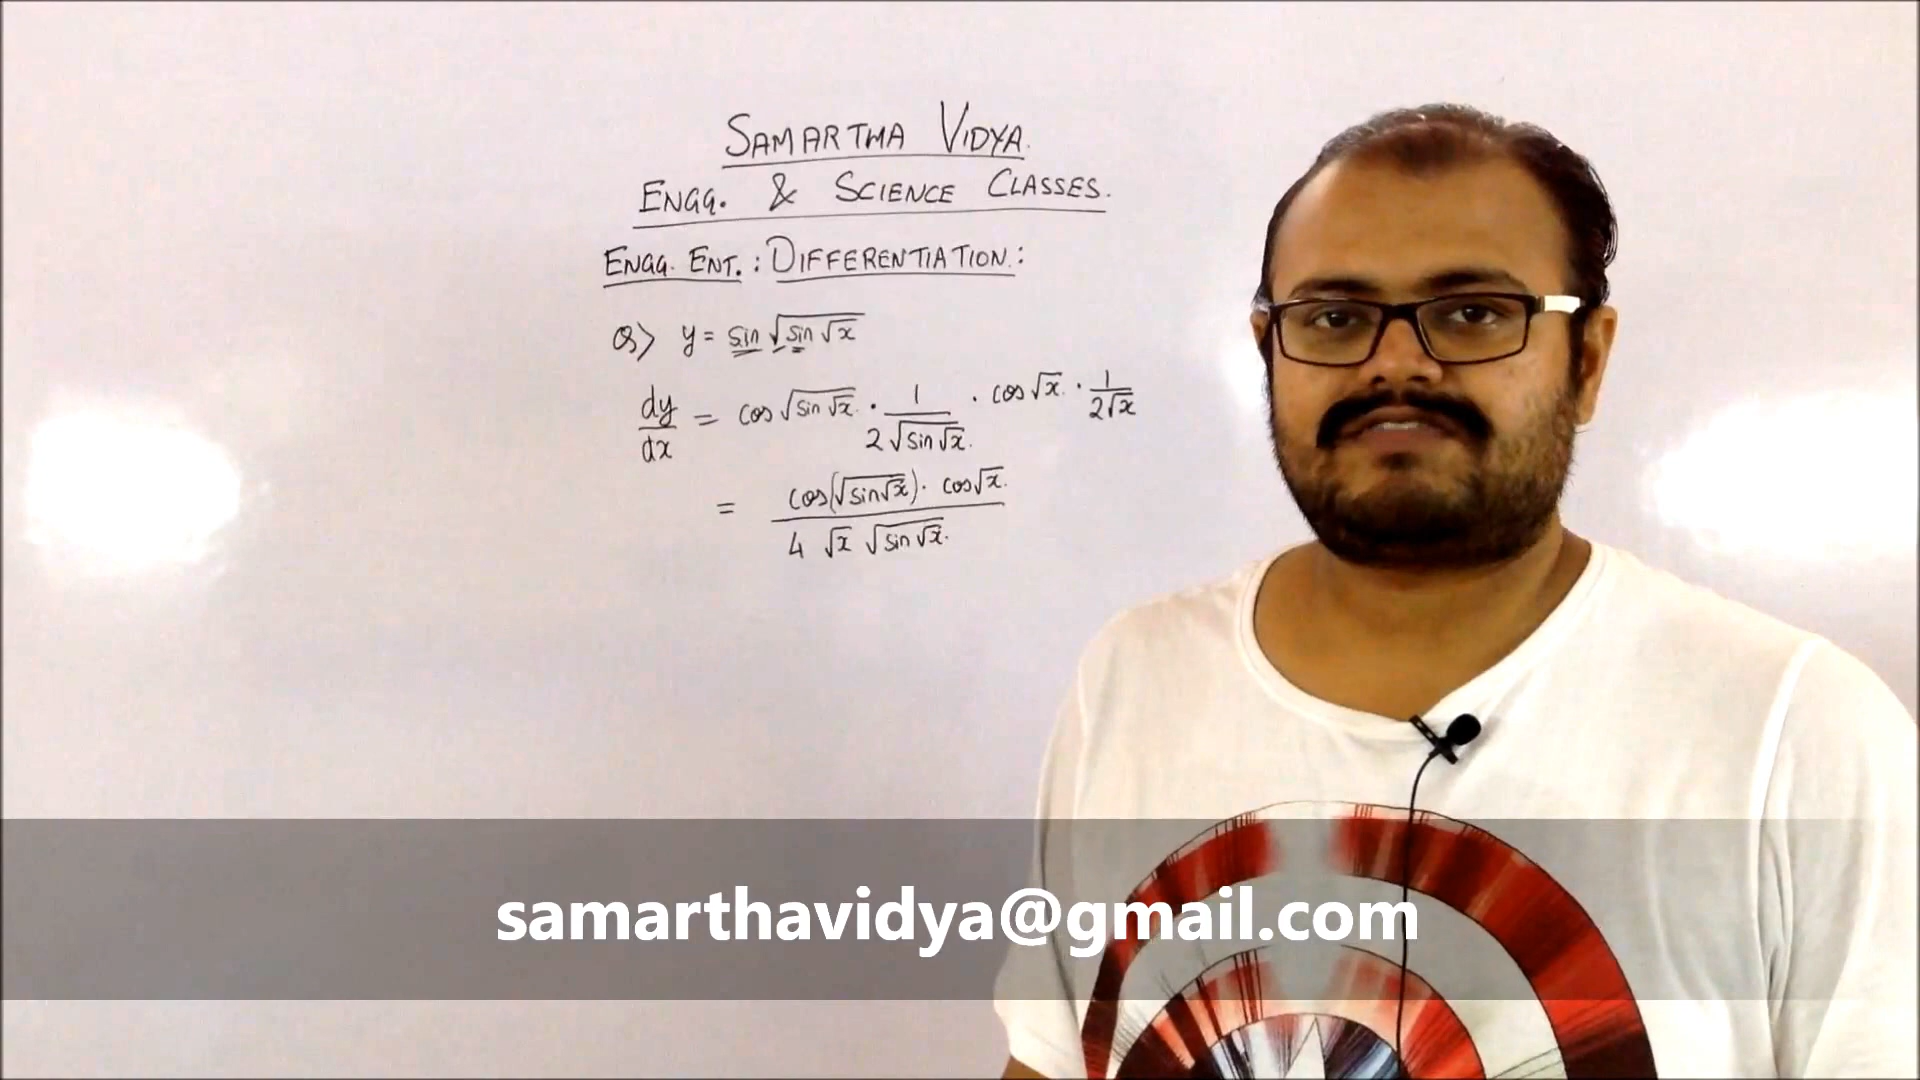 SAMARTHA VIDYA.
ENGG. & SCIENCE CLASSES.
ENGG. ENT. : DIFFERENTIATION :
Q> y = sin √(sin √x)
dy/dx = cos √(sin √x) · 1/(2√(sin √x)) · cos √x · 1/(2√x)
= cos(√(sin √x)) · cos √x / (4 √x √(sin √x))
samarthavidya@gmail.com